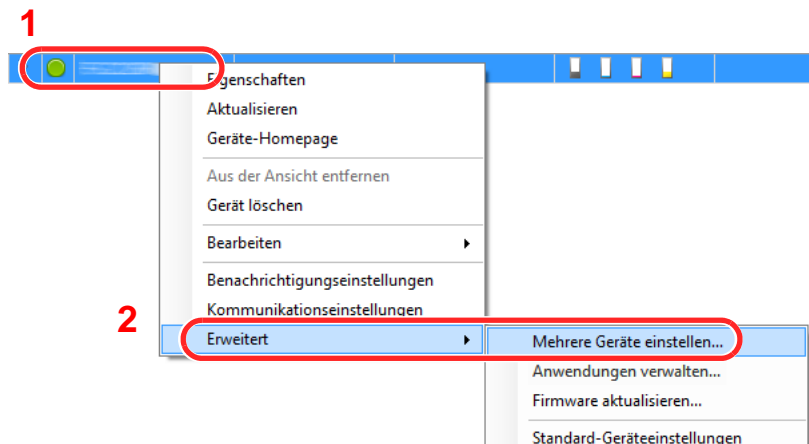 1
Eigenschaften
Aktualisieren
Geräte-Homepage
Aus der Ansicht entfernen
Gerät löschen
Bearbeiten
Benachrichtigungseinstellungen
Kommunikationseinstellungen
2
Erweitert
Mehrere Geräte einstellen...
Anwendungen verwalten...
Firmware aktualisieren...
Standard-Geräteeinstellungen